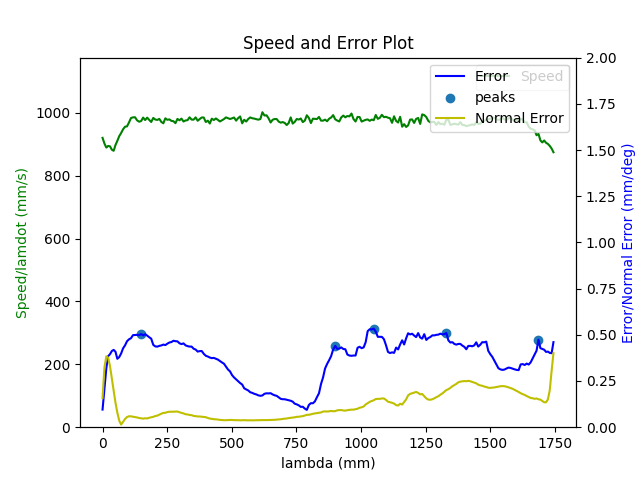 Speed and Error Plot
Speed/lamdot (mm/s)
1000
800
600
400
200
0
Error
peaks
Normal Error
Speed
2.00
1.75
1.50
1.25
1.00
0.75
0.50
0.25
0.00
Error/Normal Error (mm/deg)
0 250 500 750 1000 1250 1500 1750
lambda (mm)